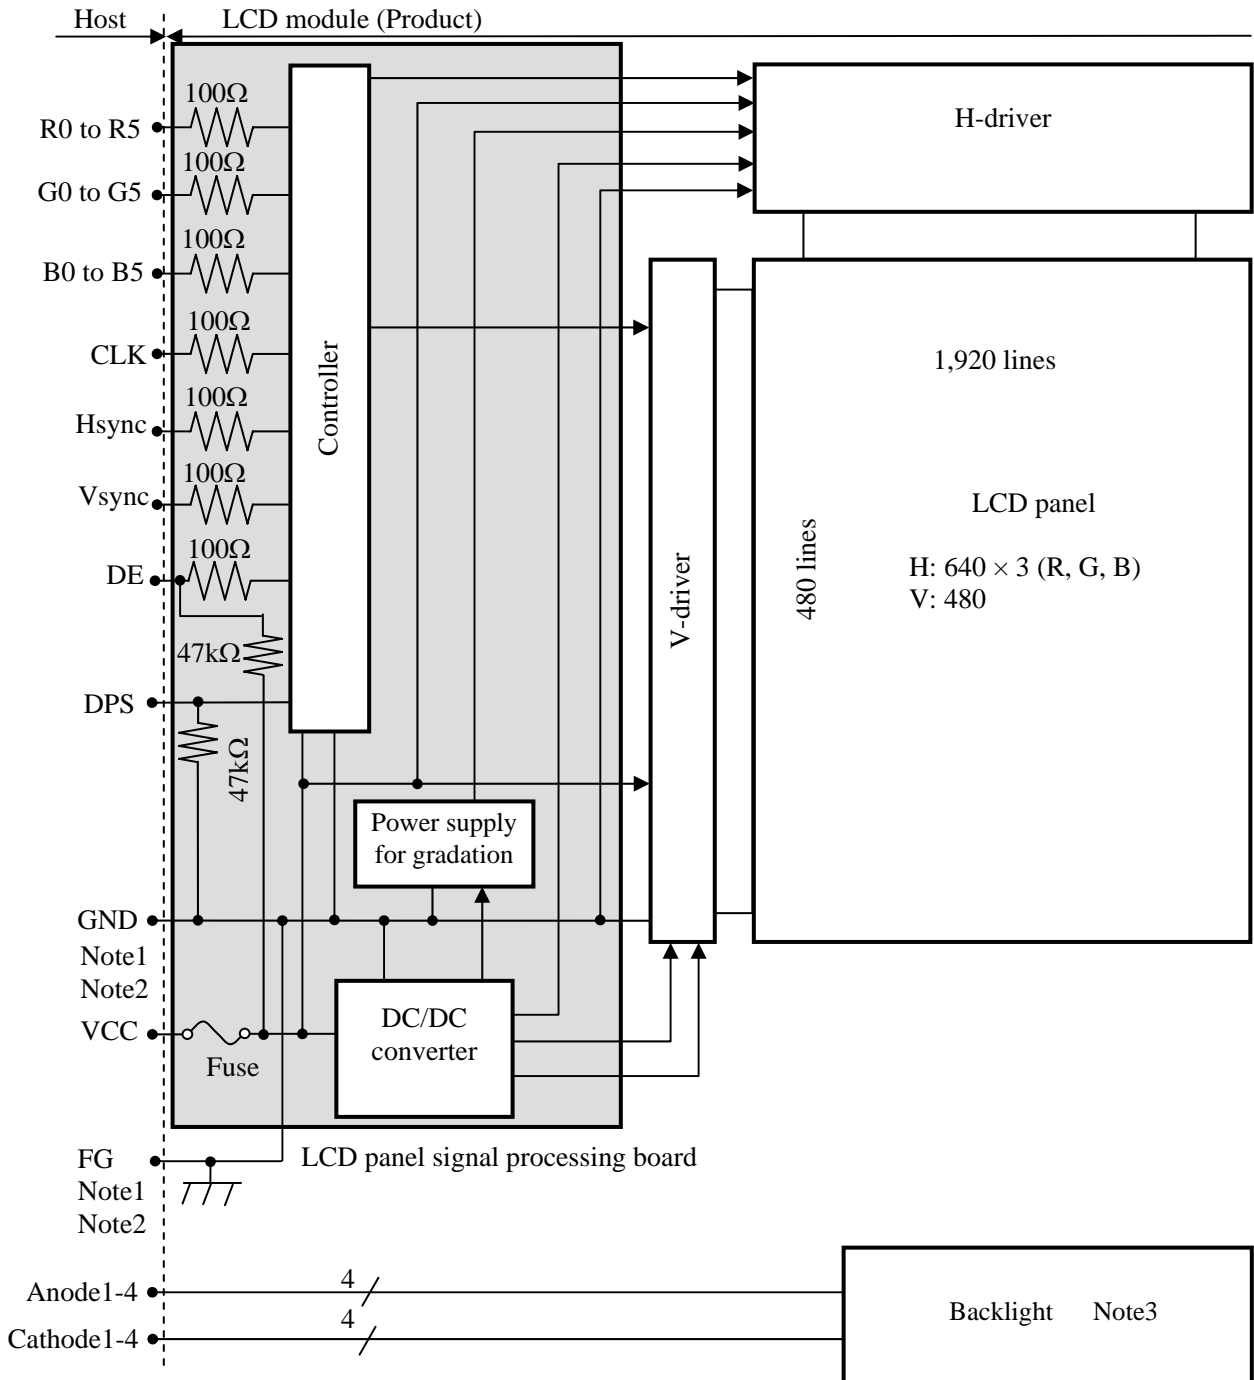 Host
LCD module (Product)
100Ω
R0 to R5
100Ω
G0 to G5
100Ω
B0 to B5
100Ω
CLK
100Ω
Hsync
100Ω
Vsync
100Ω
DE
47kΩ
DPS
47kΩ
Controller
H-driver
V-driver
1,920 lines
480 lines
LCD panel
H: 640 × 3 (R, G, B)
V: 480
Power supply
for gradation
GND
Note1
Note2
VCC
Fuse
DC/DC
converter
FG
Note1
Note2
LCD panel signal processing board
Anode1-4
4
Cathode1-4
4
Backlight Note3